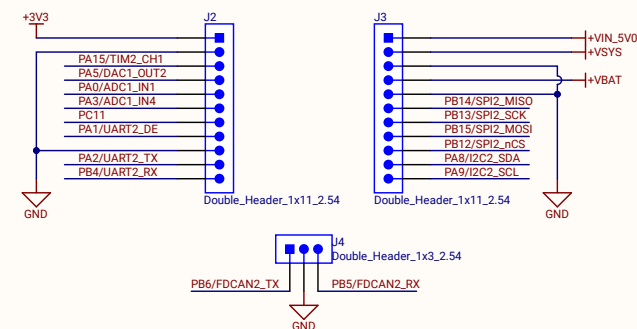 +3V3
J2
PA15/TIM2_CH1
PA5/DAC1_OUT2
PA0/ADC1_IN1
PA3/ADC1_IN4
PC11
PA1/UART2_DE
PA2/UART2_TX
PB4/UART2_RX
GND
Double_Header_1x11_2.54
J3
+VIN_5V0
+VSYS
+VBAT
PB14/SPI2_MISO
PB13/SPI2_SCK
PB15/SPI2_MOSI
PB12/SPI2_nCS
PA8/I2C2_SDA
PA9/I2C2_SCL
Double_Header_1x11_2.54
GND
J4
Double_Header_1x3_2.54
PB6/FDCAN2_TX
PB5/FDCAN2_RX
GND